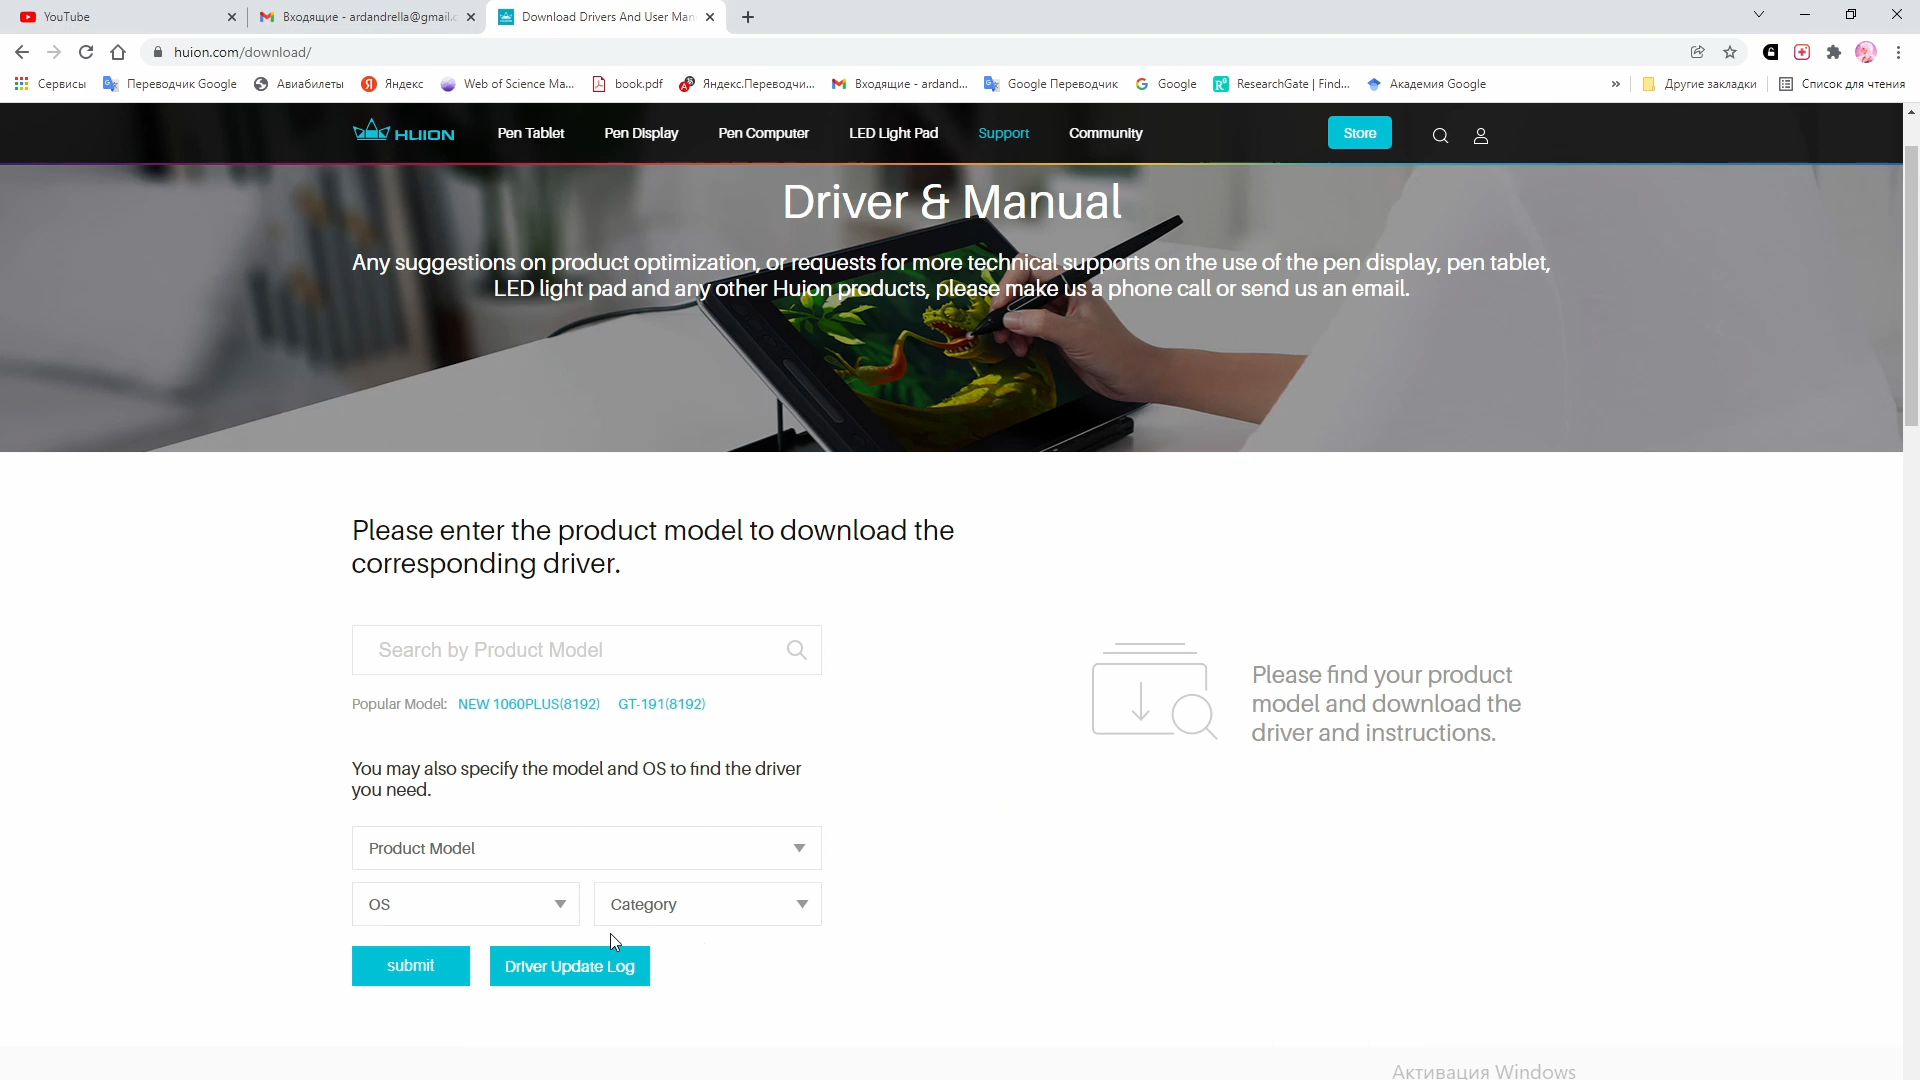 YouTube
Входящие - ardandrella@gmail.c
Download Drivers And User Man
huion.com/download/
Сервисы
Переводчик Google
Авиабилеты
Яндекс
Web of Science Ma...
book.pdf
Яндекс.Переводчи...
Входящие - ardand...
Google Переводчик
Google
ResearchGate | Find...
Академия Google
»
Другие закладки
Список для чтения
HUION
Pen Tablet
Pen Display
Pen Computer
LED Light Pad
Support
Community
Store
Driver & Manual
Any suggestions on product optimization, or requests for more technical supports on the use of the pen display, pen tablet,
LED light pad and any other Huion products, please make us a phone call or send us an email.
Please enter the product model to download the
corresponding driver.
Search by Product Model
Popular Model: NEW 1060PLUS(8192) GT-191(8192)
Please find your product
model and download the
driver and instructions.
You may also specify the model and OS to find the driver
you need.
Product Model
OS
Category
submit
Driver Update Log
Активация Windows